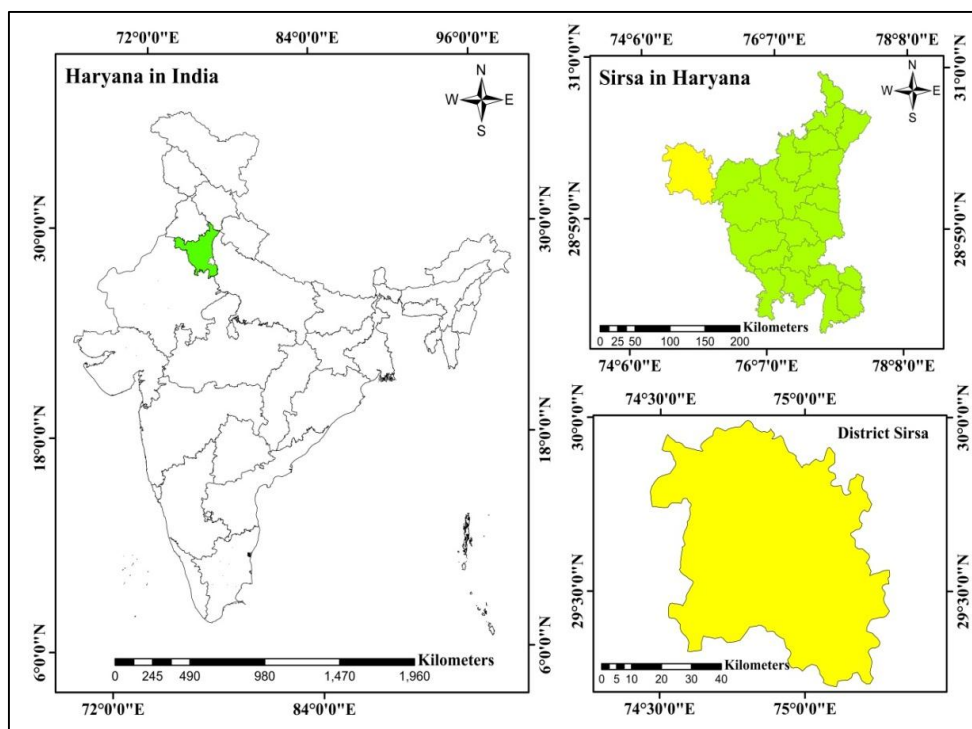 72°0'0"E 84°0'0"E 96°0'0"E
Haryana in India
N
W E
S
30°0'0"N
30°0'0"N
18°0'0"N
18°0'0"N
6°0'0"N
6°0'0"N
Kilometers
0 245 490 980 1,470 1,960
72°0'0"E 84°0'0"E
74°6'0"E 76°7'0"E 78°8'0"E
31°0'0"N
31°0'0"N
Sirsa in Haryana
N
W E
S
28°59'0"N
28°59'0"N
Kilometers
0 25 50 100 150 200
74°6'0"E 76°7'0"E 78°8'0"E
74°30'0"E 75°0'0"E
30°0'0"N
30°0'0"N
District Sirsa
29°30'0"N
29°30'0"N
Kilometers
0 5 10 20 30 40
74°30'0"E 75°0'0"E